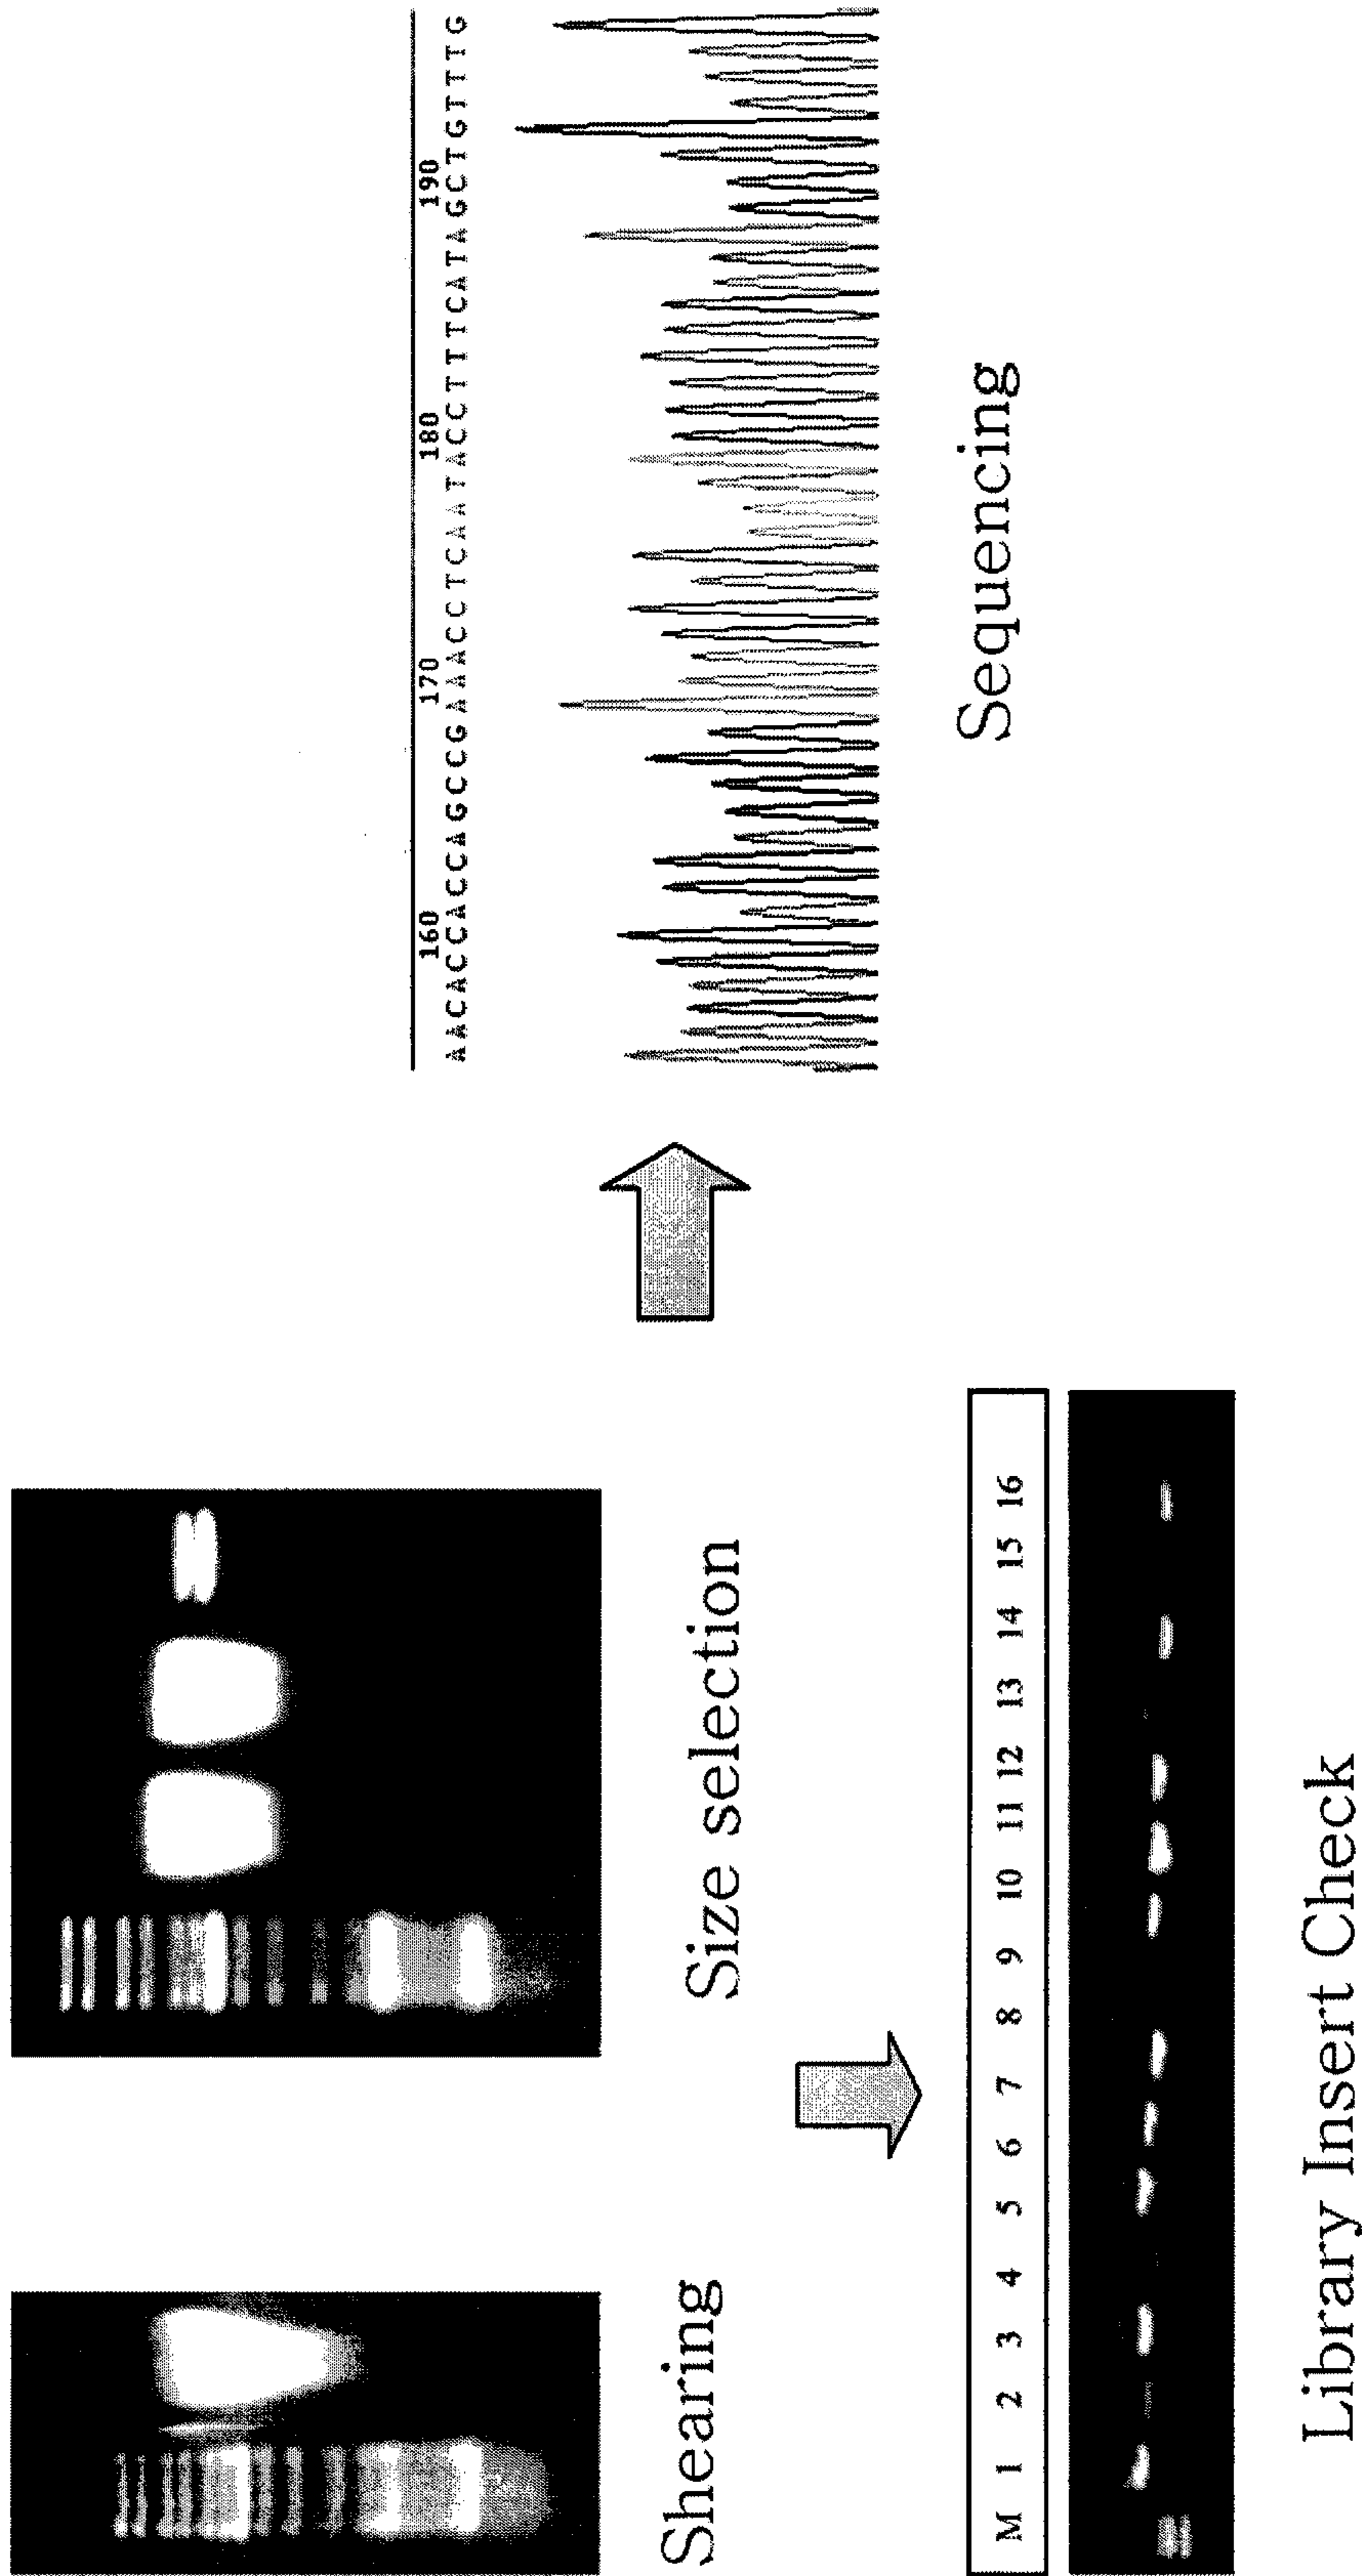 Shearing
Size selection
160 170 180 190
AACACCACCAGCCGAAACCTCAATACCTTTCATAGCTGTTTG
Sequencing
M 1 2 3 4 5 6 7 8 9 10 11 12 13 14 15 16
Library Insert Check